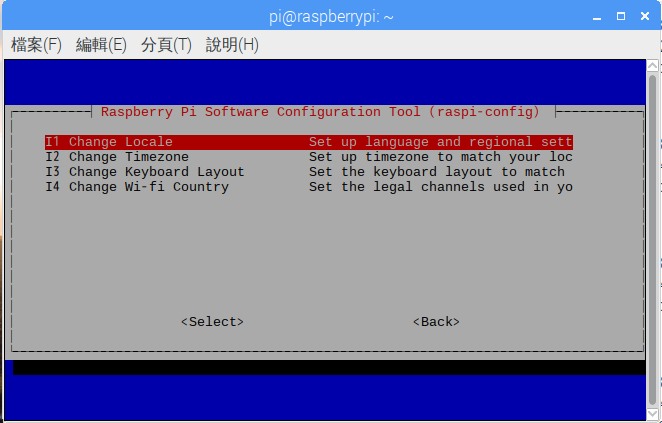 pi@raspberrypi: ~
檔案(F) 編輯(E) 分頁(T) 說明(H)
Raspberry Pi Software Configuration Tool (raspi-config)
I1 Change Locale Set up language and regional sett
I2 Change Timezone Set up timezone to match your loc
I3 Change Keyboard Layout Set the keyboard layout to match
I4 Change Wi-fi Country Set the legal channels used in yo
<Select> <Back>